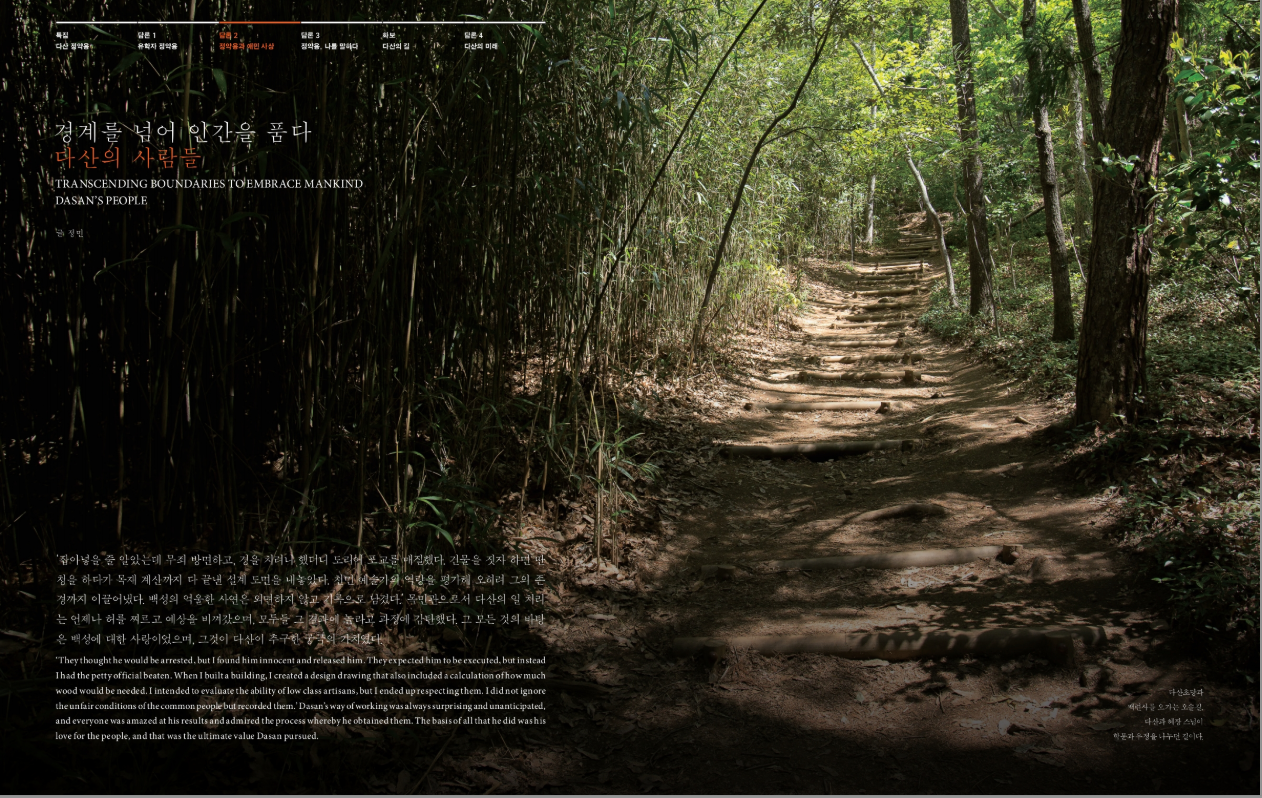 특집
다산 정약용
담론 1
유학자 정약용
담론 2
정약용과 애민 사상
담론 3
정약용, 나를 말하다
화보
다산의 길
담론 4
다산의 미래
경계를 넘어 인간을 품다
다산의 사람들
TRANSCENDING BOUNDARIES TO EMBRACE MANKIND
DASAN'S PEOPLE
글 정민
'잡아넣을 줄 알았는데 무죄 방면하고, 경을 치려나 했더니 도리어 포교를 매질했다. 건물을 짓자 하면 딴
청을 하다가 목재 계산까지 다 끝낸 설계 도면을 내놓았다. 천민 예술가의 역량을 평가해 오히려 그의 존
경까지 이끌어냈다. 백성의 억울한 사연은 외면하지 않고 기록으로 남겼다.' 목민관으로서 다산의 일 처리
는 언제나 허를 찌르고 예상을 비껴갔으며, 모두들 그 결과에 놀라고 과정에 감탄했다. 그 모든 것의 바탕
은 백성에 대한 사랑이었으며, 그것이 다산이 추구한 궁극의 가치였다.
'They thought he would be arrested, but I found him innocent and released him. They expected him to be executed, but instead
I had the petty official beaten. When I built a building, I created a design drawing that also included a calculation of how much
wood would be needed. I intended to evaluate the ability of low class artisans, but I ended up respecting them. I did not ignore
the unfair conditions of the common people but recorded them.' Dasan's way of working was always surprising and unanticipated,
and everyone was amazed at his results and admired the process whereby he obtained them. The basis of all that he did was his
love for the people, and that was the ultimate value Dasan pursued.
다산초당과
백련사를 오가는 오솔길.
다산과 혜장 스님이
학문과 우정을 나누던 길이다.